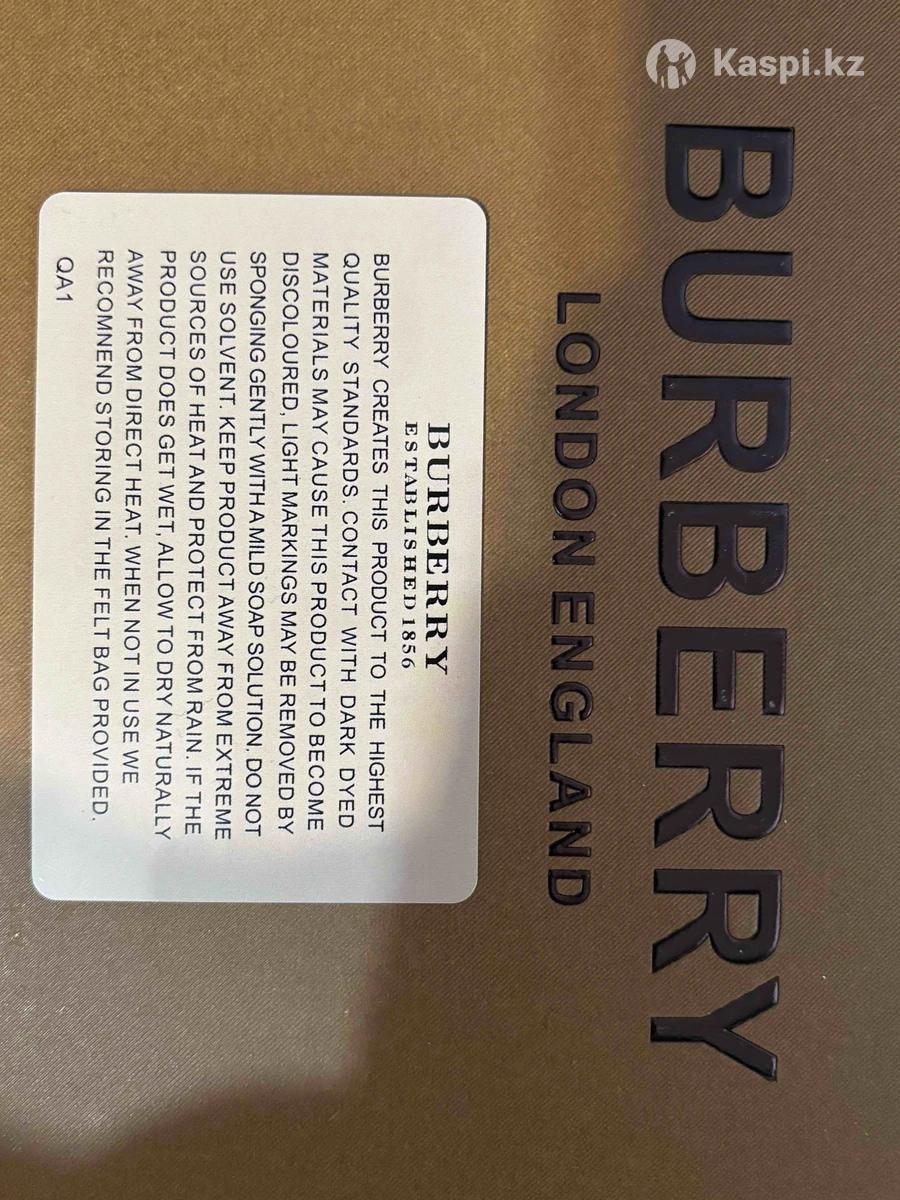 Kaspi.kz
BURBERRY
LONDON ENGLAND
BURBERRY
ESTABLISHED 1856
BURBERRY CREATES THIS PRODUCT TO THE HIGHEST
QUALITY STANDARDS. CONTACT WITH DARK DYED
MATERIALS MAY CAUSE THIS PRODUCT TO BECOME
DISCOLOURED, LIGHT MARKINGS MAY BE REMOVED BY
SPONGING GENTLY WITH A MILD SOAP SOLUTION. DO NOT
USE SOLVENT. KEEP PRODUCT AWAY FROM EXTREME
SOURCES OF HEAT AND PROTECT FROM RAIN. IF THE
PRODUCT DOES GET WET, ALLOW TO DRY NATURALLY
AWAY FROM DIRECT HEAT. WHEN NOT IN USE WE
RECOMNEND STORING IN THE FELT BAG PROVIDED.
QA1